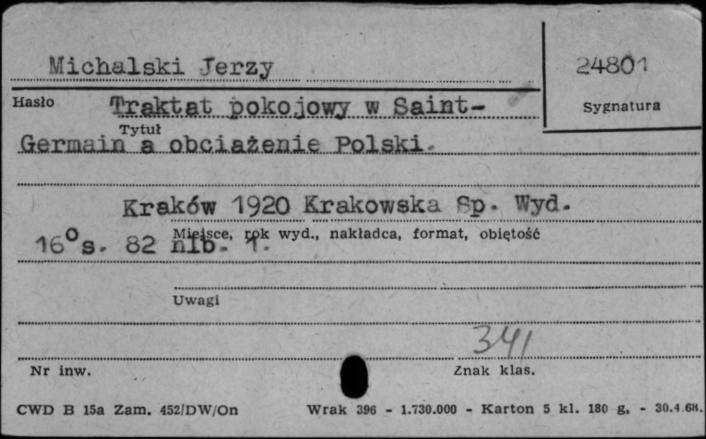 Michalski Jerzy
24801
Hasło
Sygnatura
Traktat pokojowy w Saint-
Tytuł
Germain a obciażenie Polski.
Kraków 1920 Krakowska Sp. Wyd.
Miejsce, rok wyd., nakładca, format, objętość
16° s. 82 nlb. 1.
Uwagi
341
Nr inw.
Znak klas.
CWD B 15a Zam. 452/DW/On Wrak 396 - 1.730.000 - Karton 5 kl. 180 g. - 30.4.68.